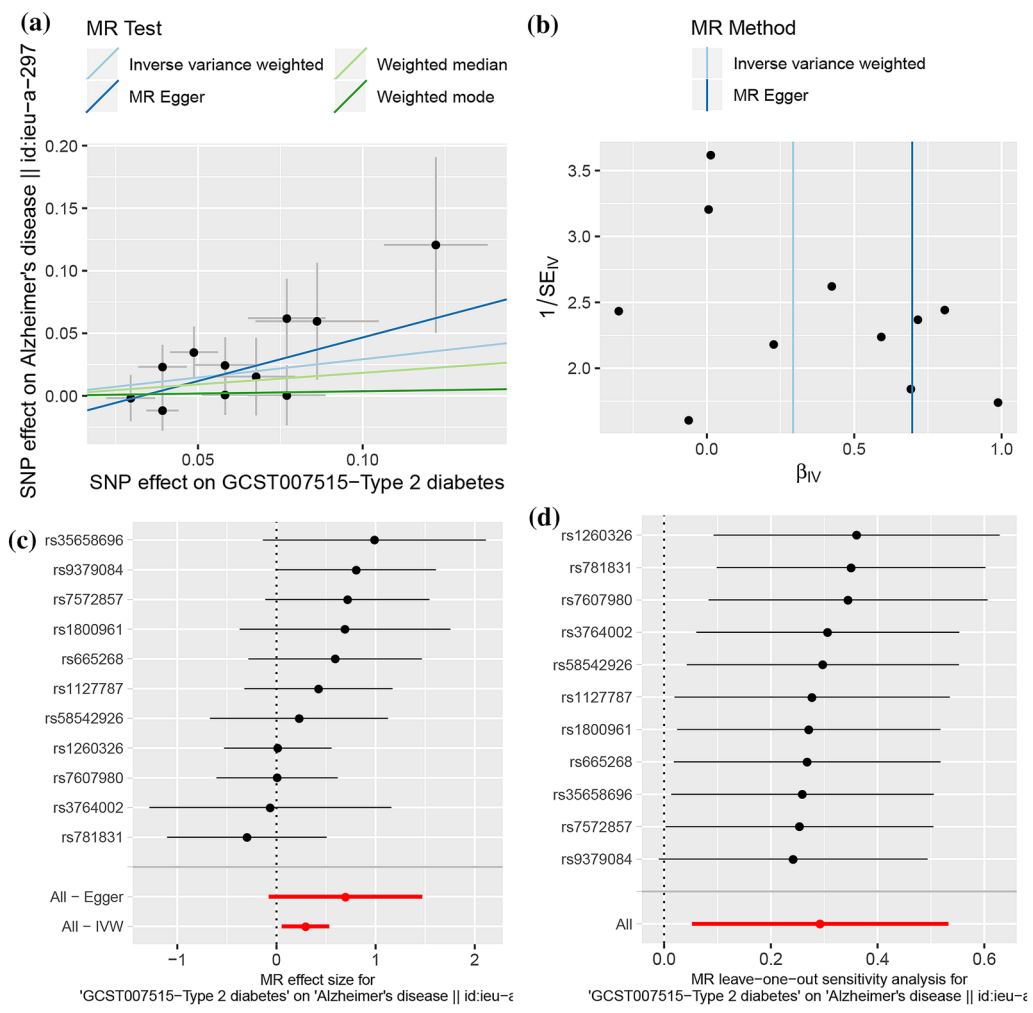 (a)
MR Test
Inverse variance weighted
Weighted median
MR Egger
Weighted mode
SNP effect on Alzheimer's disease || id:ieu−a−297
0.20
0.15
0.10
0.05
0.00
0.05
0.10
SNP effect on GCST007515−Type 2 diabetes
(b)
MR Method
Inverse variance weighted
MR Egger
1/SE_IV
3.5
3.0
2.5
2.0
0.0
0.5
1.0
β_IV
(c)
rs35658696
rs9379084
rs7572857
rs1800961
rs665268
rs1127787
rs58542926
rs1260326
rs7607980
rs3764002
rs781831
All − Egger
All − IVW
−1
0
1
2
MR effect size for
'GCST007515−Type 2 diabetes' on 'Alzheimer's disease || id:ieu−a
(d)
rs1260326
rs781831
rs7607980
rs3764002
rs58542926
rs1127787
rs1800961
rs665268
rs35658696
rs7572857
rs9379084
All
0.0
0.2
0.4
0.6
MR leave−one−out sensitivity analysis for
'GCST007515−Type 2 diabetes' on 'Alzheimer's disease || id:ieu−a